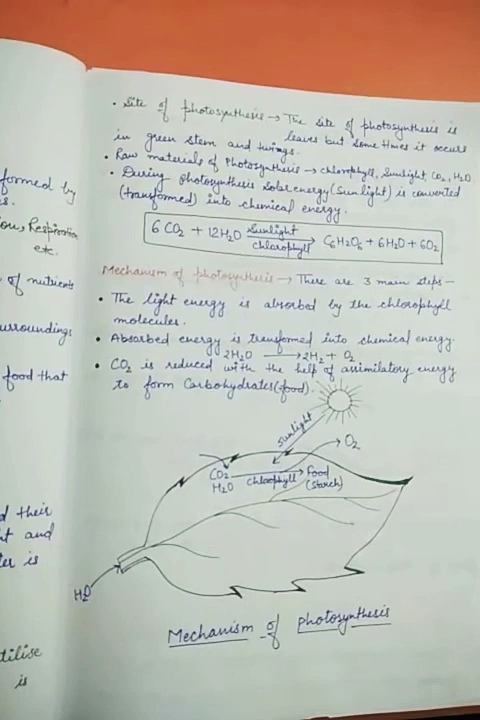 formed by
s.
ion, Respiration
etc.
of nutrients
urroundings
food that
d their
ht and
ter is
tilise
is
• Site of photosynthesis → The site of photosynthesis is
leaves but some times it occurs
in green stem and twings.
• Raw materials of Photosynthesis → chlorophyll, Sunlight, CO2, H2O
• During photosynthesis Solar energy (Sunlight) is converted
(transformed) into chemical energy.
6 CO2 + 12H2O Sunlight chlorophyll → C6H12O6 + 6H2O + 6O2
Mechanism of photosynthesis → There are 3 main steps –
• The light energy is absorbed by the chlorophyll
molecules.
• Absorbed energy is transformed into chemical energy
2H2O → 2H2 + O2
• CO2 is reduced with the help of assimilatory energy
to form Carbohydrates (food).
sunlight
O2
CO2
H2O
chlorophyll
Food
(starch)
H2O
Mechanism of photosynthesis